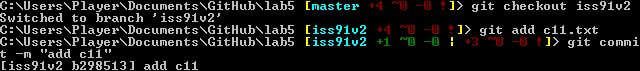 C:\Users\Player\Documents\GitHub\lab5 [master +4 ~0 -0 !]> git checkout iss91v2
Switched to branch 'iss91v2'
C:\Users\Player\Documents\GitHub\lab5 [iss91v2 +4 ~0 -0 !]> git add c11.txt
C:\Users\Player\Documents\GitHub\lab5 [iss91v2 +1 ~0 -0 | +3 ~0 -0 !]> git commi
t -m "add c11"
[iss91v2 b298513] add c11